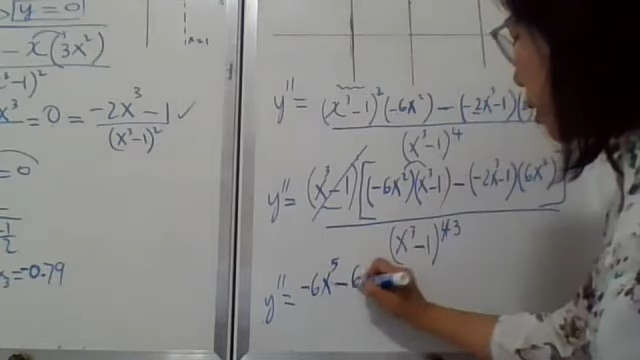 y = 0
- x(3x²)
³-1)²
x³
= 0 = -2x³ - 1 / (x³-1)² ✓
= 0
-1/2
x₃ = -0.79
x=1
y'' = (x³-1)²(-6x²) - (-2x³-1)( / (x³-1)⁴
y'' = (x³-1)[(-6x²)(x³-1) - (-2x³-1)(6x²)] / (x³-1)⁴ ³
y'' = -6x⁵ - 6